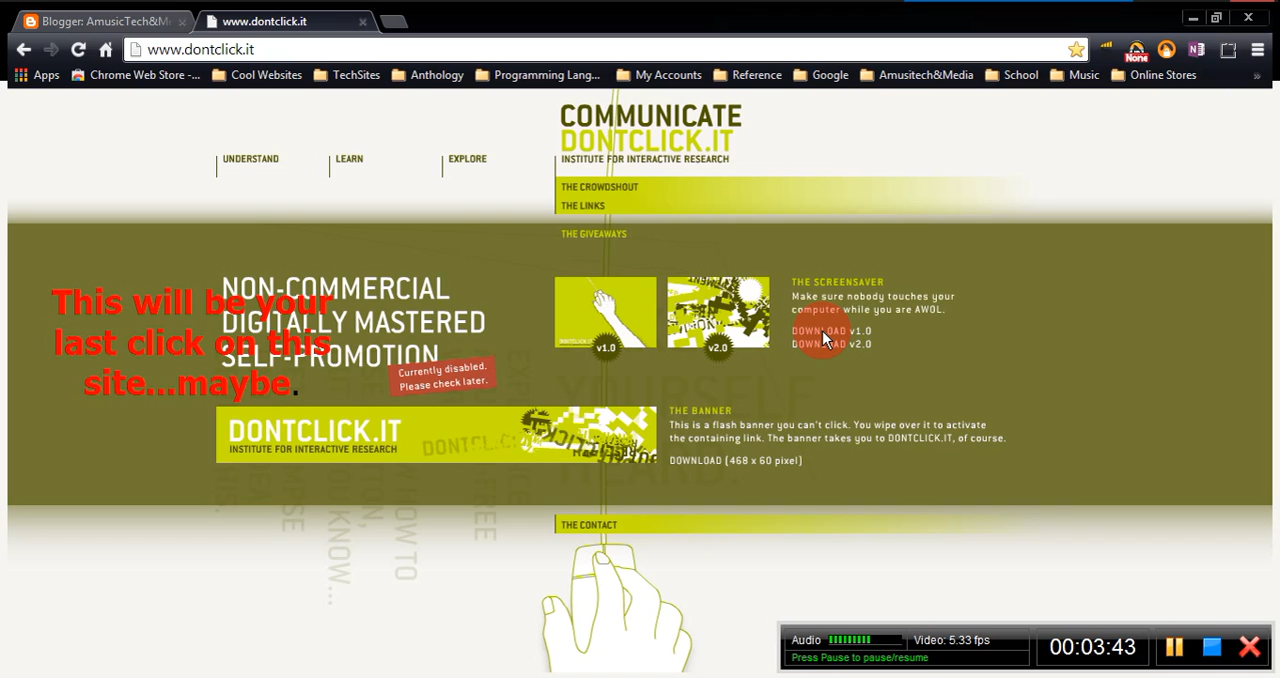 Blogger: AmusicTech&M
www.dontclick.it
www.dontclick.it
None
Apps
Chrome Web Store -...
Cool Websites
TechSites
Anthology
Programming Lang...
My Accounts
Reference
Google
Amusitech&Media
School
Music
Online Stores
»
COMMUNICATE
DONTCLICK.IT
INSTITUTE FOR INTERACTIVE RESEARCH
UNDERSTAND
LEARN
EXPLORE
THE CROWDSHOUT
THE LINKS
THE GIVEAWAYS
NON-COMMERCIAL
DIGITALLY MASTERED
SELF-PROMOTION
Currently disabled.
Please check later.
This will be your
last click on this
site...maybe.
v1.0
v2.0
THE SCREENSAVER
Make sure nobody touches your
computer while you are AWOL.
DOWNLOAD v1.0
DOWNLOAD v2.0
DONTCLICK.IT
INSTITUTE FOR INTERACTIVE RESEARCH
THE BANNER
This is a flash banner you can't click. You wipe over it to activate
the containing link. The banner takes you to DONTCLICK.IT, of course.
DOWNLOAD (468 x 60 pixel)
THE CONTACT
Audio
Video: 5.33 fps
Press Pause to pause/resume
00:03:43